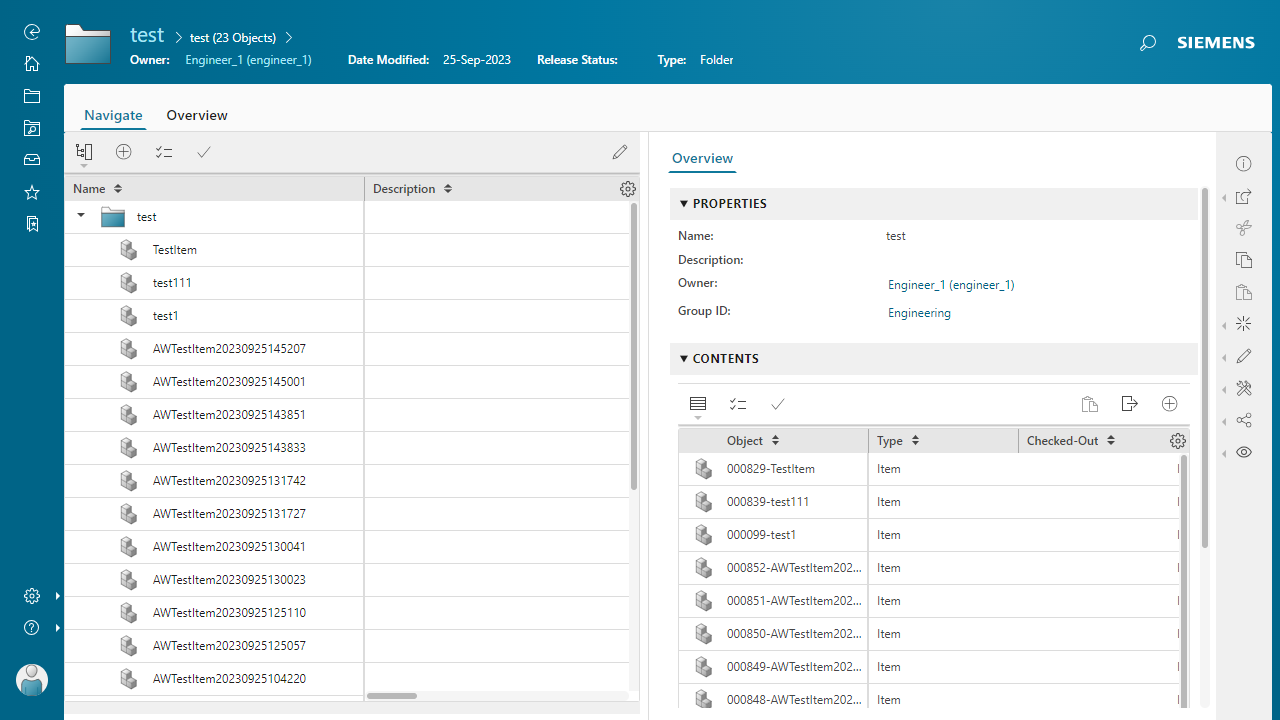 test
test (23 Objects)
SIEMENS
Owner: Engineer_1 (engineer_1) Date Modified: 25-Sep-2023 Release Status: Type: Folder
Navigate Overview
Name Description
test
TestItem
test111
test1
AWTestItem20230925145207
AWTestItem20230925145001
AWTestItem20230925143851
AWTestItem20230925143833
AWTestItem20230925131742
AWTestItem20230925131727
AWTestItem20230925130041
AWTestItem20230925130023
AWTestItem20230925125110
AWTestItem20230925125057
AWTestItem20230925104220
Overview
PROPERTIES
Name: test
Description:
Owner: Engineer_1 (engineer_1)
Group ID: Engineering
CONTENTS
Object Type Checked-Out
000829-TestItem Item
000839-test111 Item
000099-test1 Item
000852-AWTestItem202... Item
000851-AWTestItem202... Item
000850-AWTestItem202... Item
000849-AWTestItem202... Item
000848-AWTestItem202... Item